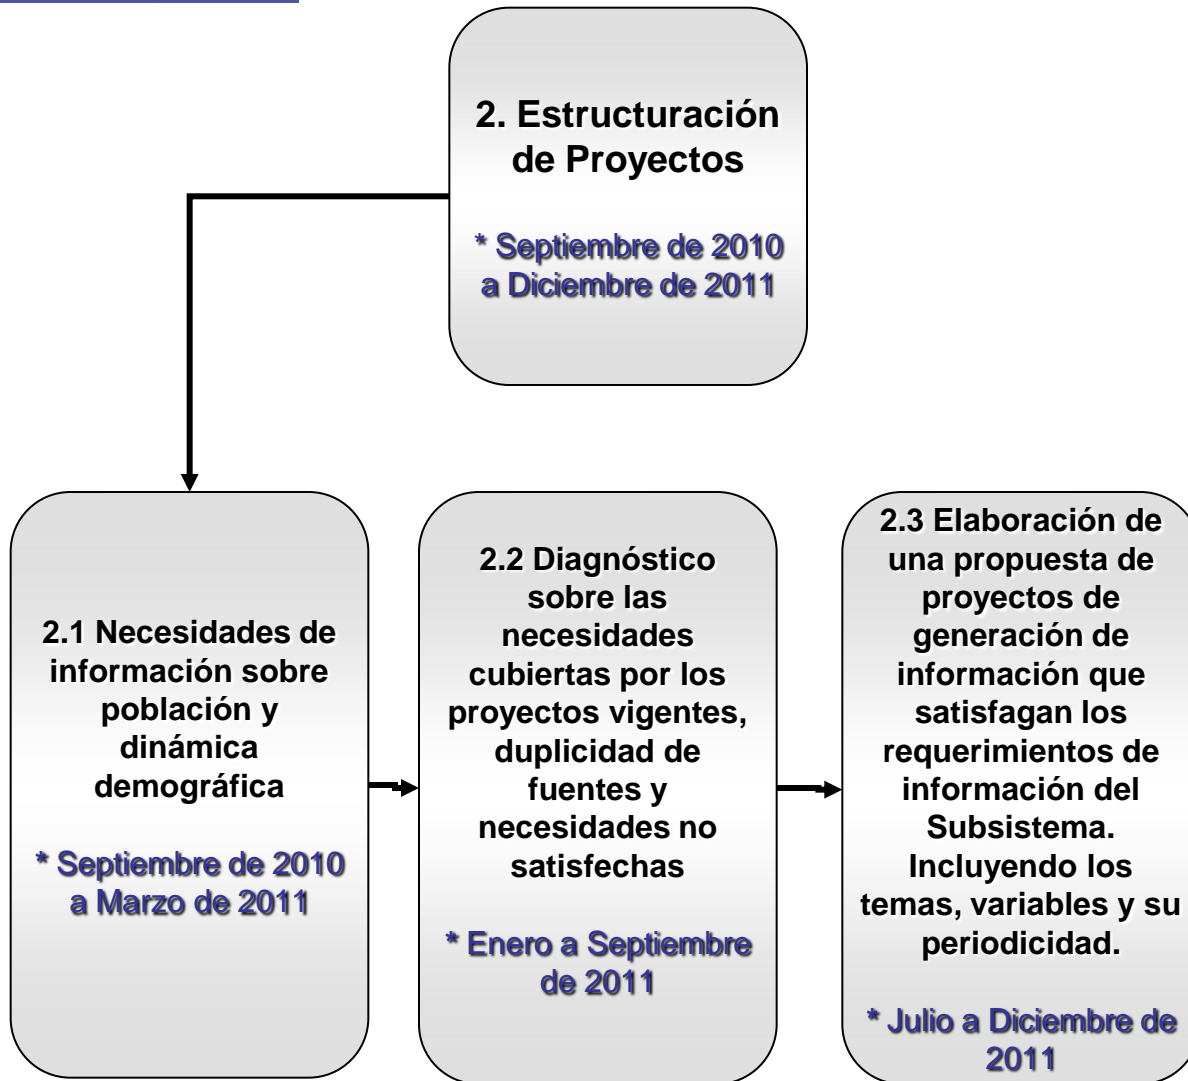 2. Estructuración
de Proyectos
* Septiembre de 2010
a Diciembre de 2011
2.1 Necesidades de
información sobre
población y
dinámica
demográfica
* Septiembre de 2010
a Marzo de 2011
2.2 Diagnóstico
sobre las
necesidades
cubiertas por los
proyectos vigentes,
duplicidad de
fuentes y
necesidades no
satisfechas
* Enero a Septiembre
de 2011
2.3 Elaboración de
una propuesta de
proyectos de
generación de
información que
satisfagan los
requerimientos de
información del
Subsistema.
Incluyendo los
temas, variables y su
periodicidad.
* Julio a Diciembre de
2011